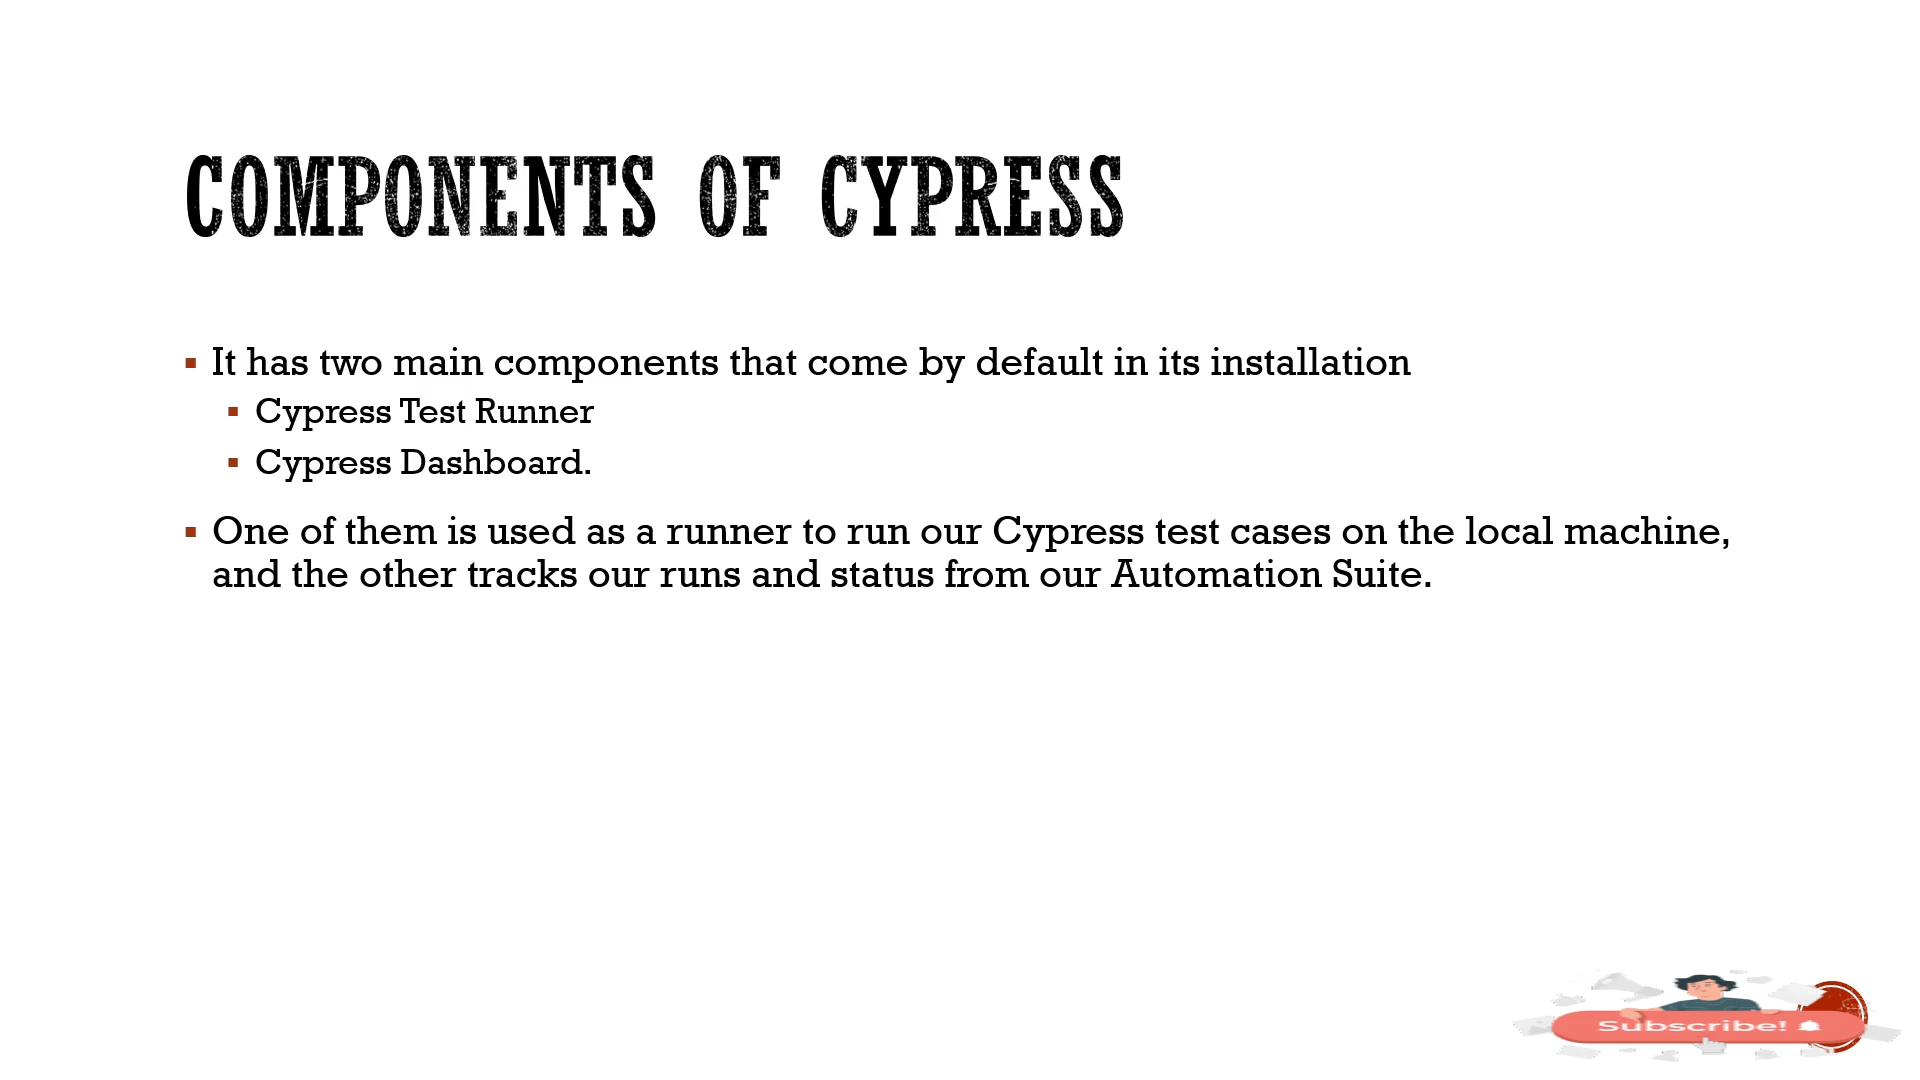 COMPONENTS OF CYPRESS
It has two main components that come by default in its installation
Cypress Test Runner
Cypress Dashboard.
One of them is used as a runner to run our Cypress test cases on the local machine,
and the other tracks our runs and status from our Automation Suite.
Subscribe!